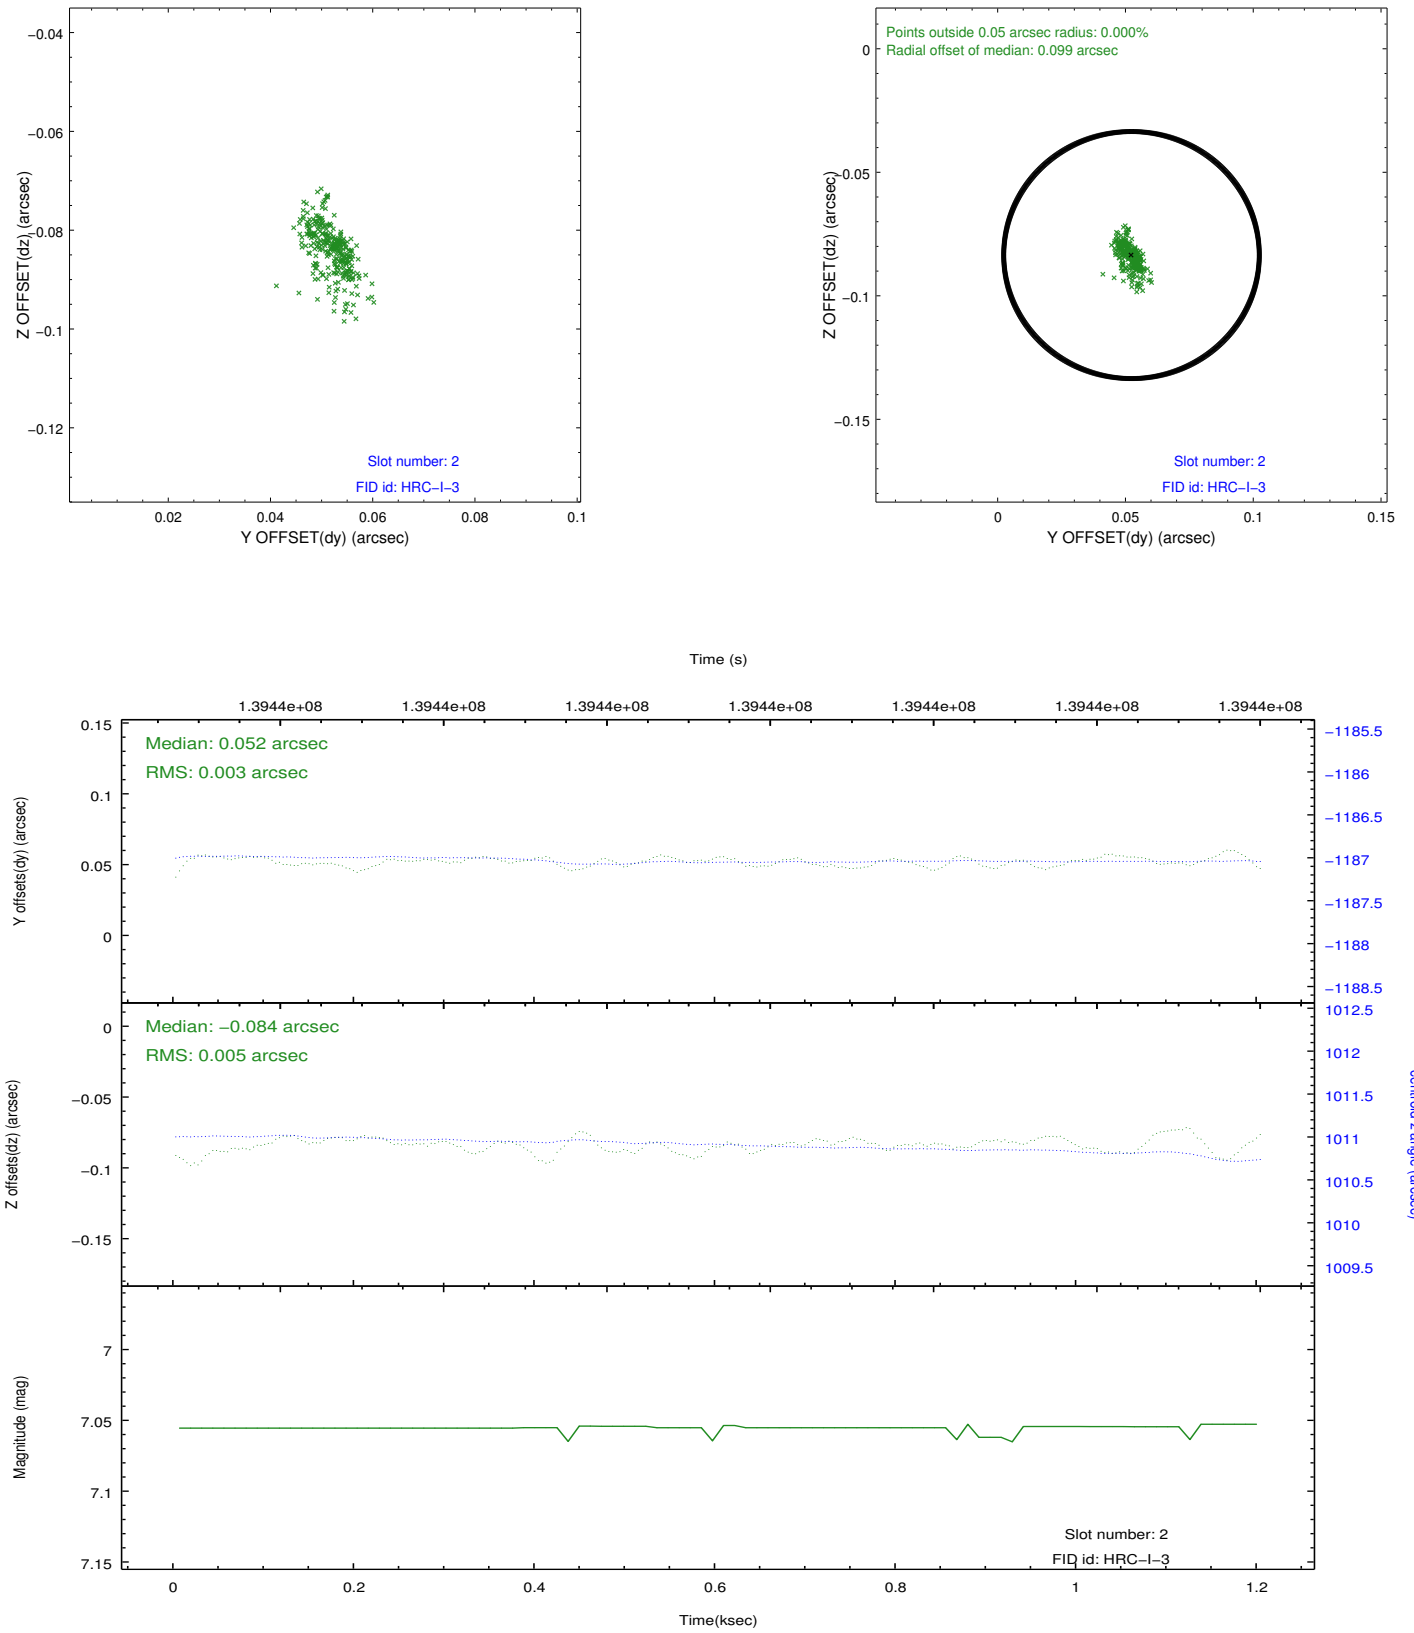 −0.04
−0.06
−0.08
−0.1
−0.12
Z OFFSET(dz) (arcsec)
Slot number: 2
FID id: HRC−I−3
0.02 0.04 0.06 0.08 0.1
Y OFFSET(dy) (arcsec)
Points outside 0.05 arcsec radius: 0.000%
Radial offset of median: 0.099 arcsec
0
−0.05
−0.1
−0.15
Z OFFSET(dz) (arcsec)
Slot number: 2
FID id: HRC−I−3
0 0.05 0.1 0.15
Y OFFSET(dy) (arcsec)
Time (s)
1.3944e+08 1.3944e+08 1.3944e+08 1.3944e+08 1.3944e+08 1.3944e+08 1.3944e+08
Median: 0.052 arcsec
RMS: 0.003 arcsec
0.15
0.1
0.05
0
Y offsets(dy) (arcsec)
−1185.5
−1186
−1186.5
−1187
−1187.5
−1188
−1188.5
Median: −0.084 arcsec
RMS: 0.005 arcsec
0
−0.05
−0.1
−0.15
Z offsets(dz) (arcsec)
1012.5
1012
1011.5
1011
1010.5
1010
1009.5
z angle (arcsec)
7
7.05
7.1
7.15
Magnitude (mag)
Slot number: 2
FID id: HRC−I−3
0 0.2 0.4 0.6 0.8 1 1.2
Time(ksec)